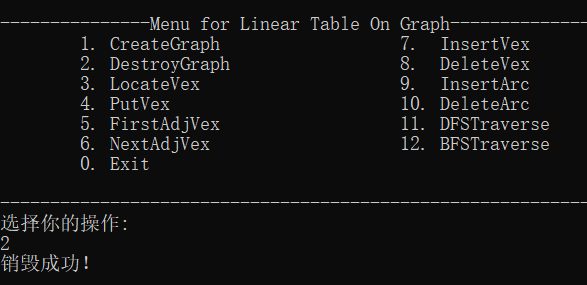 ---------------Menu for Linear Table On Graph--------------
1. CreateGraph 7. InsertVex
2. DestroyGraph 8. DeleteVex
3. LocateVex 9. InsertArc
4. PutVex 10. DeleteArc
5. FirstAdjVex 11. DFSTraverse
6. NextAdjVex 12. BFSTraverse
0. Exit
-----------------------------------------------------------
选择你的操作:
2
销毁成功!